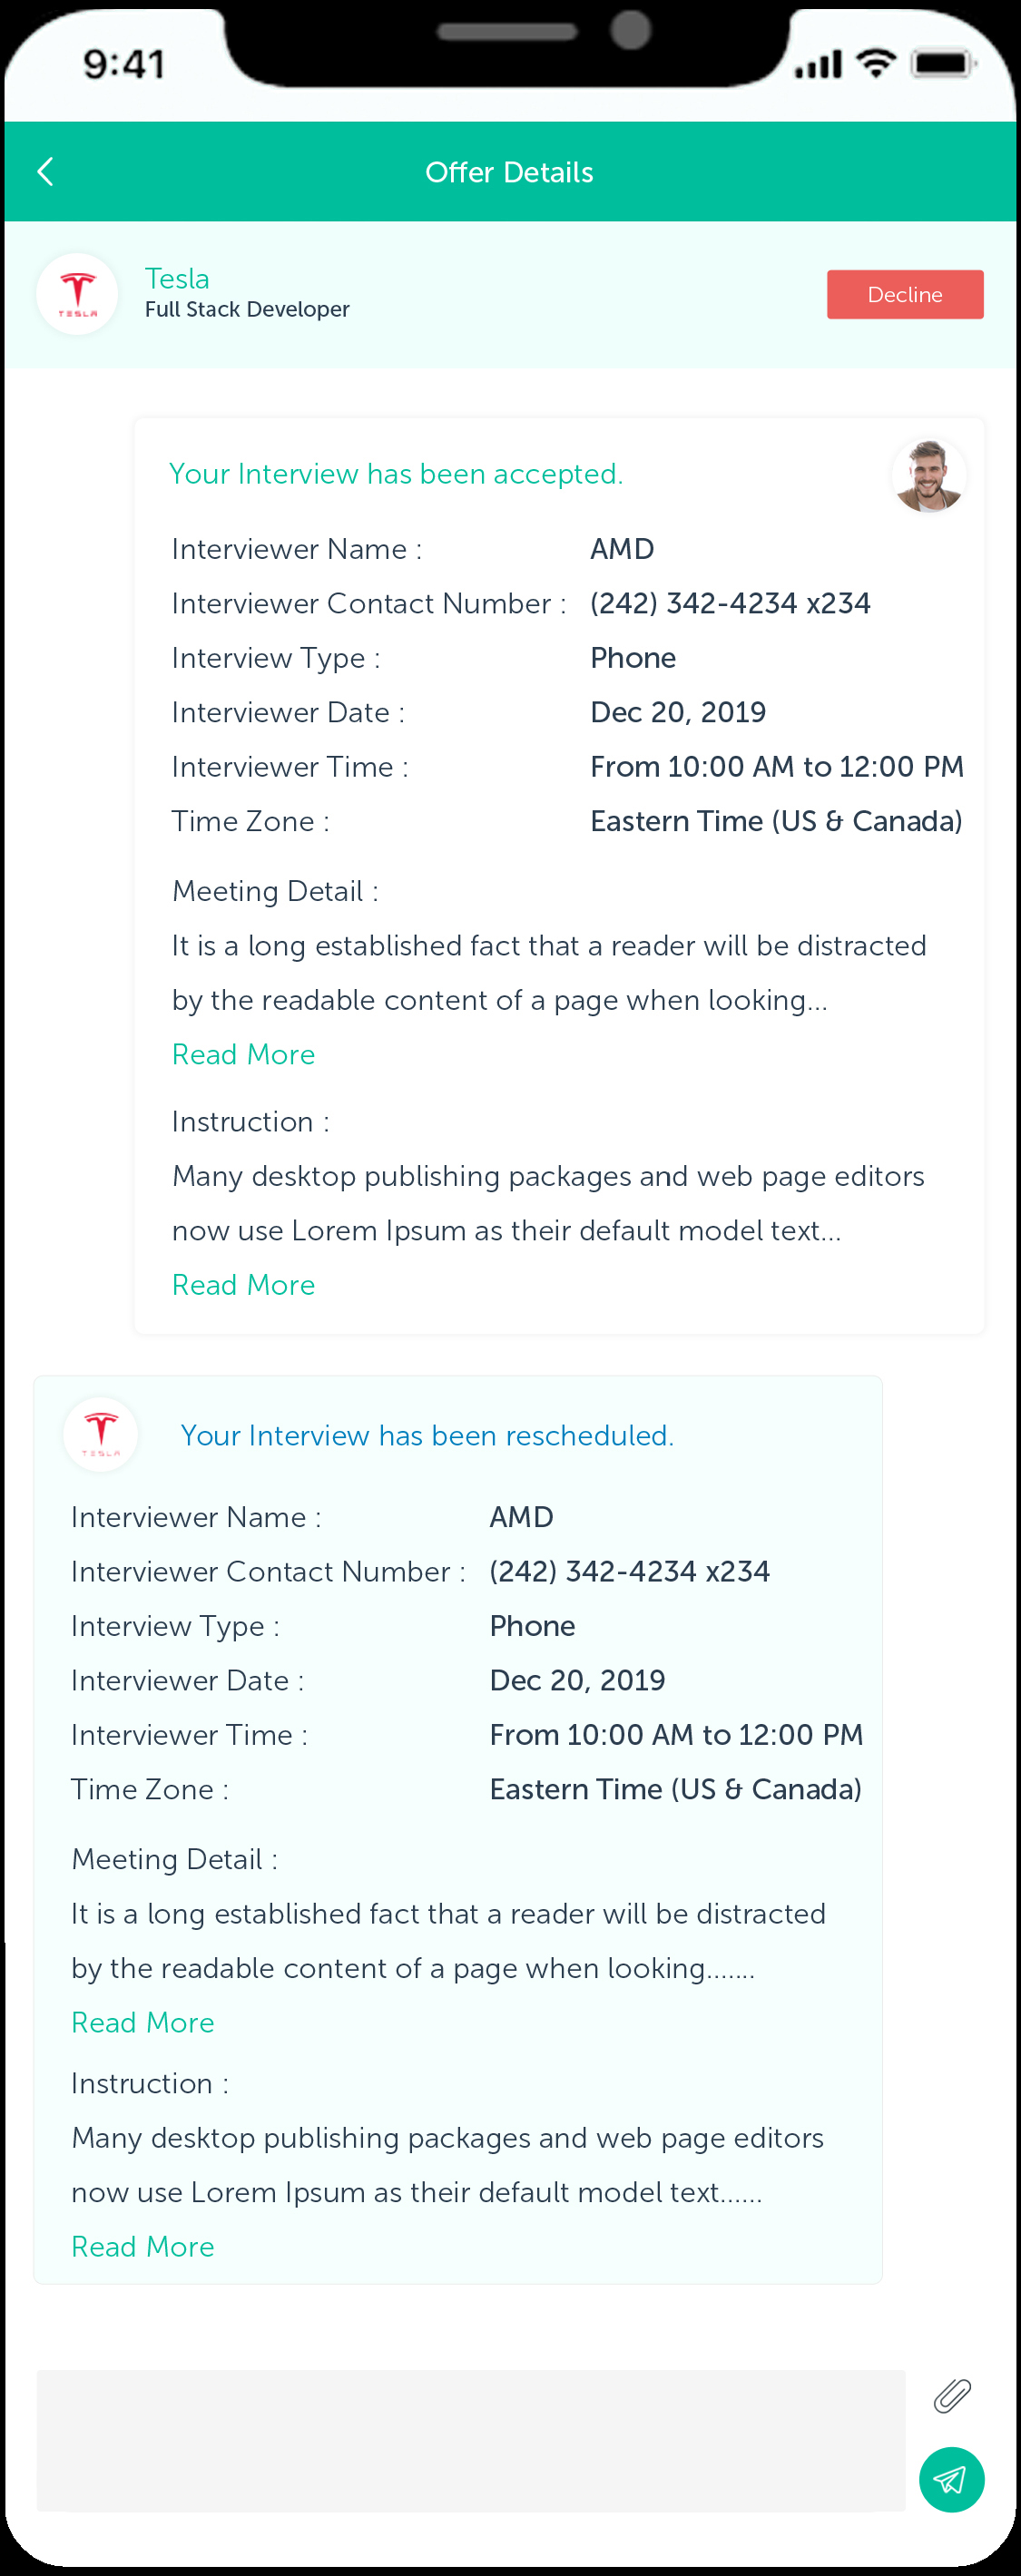 9:41
Offer Details
Tesla
TESLA
Full Stack Developer
Decline
Your Interview has been accepted.
Interviewer Name : AMD
Interviewer Contact Number : (242) 342-4234 x234
Interview Type : Phone
Interviewer Date : Dec 20, 2019
Interviewer Time : From 10:00 AM to 12:00 PM
Time Zone : Eastern Time (US & Canada)
Meeting Detail :
It is a long established fact that a reader will be distracted
by the readable content of a page when looking...
Read More
Instruction :
Many desktop publishing packages and web page editors
now use Lorem Ipsum as their default model text...
Read More
TESLA
Your Interview has been rescheduled.
Interviewer Name : AMD
Interviewer Contact Number : (242) 342-4234 x234
Interview Type : Phone
Interviewer Date : Dec 20, 2019
Interviewer Time : From 10:00 AM to 12:00 PM
Time Zone : Eastern Time (US & Canada)
Meeting Detail :
It is a long established fact that a reader will be distracted
by the readable content of a page when looking.......
Read More
Instruction :
Many desktop publishing packages and web page editors
now use Lorem Ipsum as their default model text......
Read More